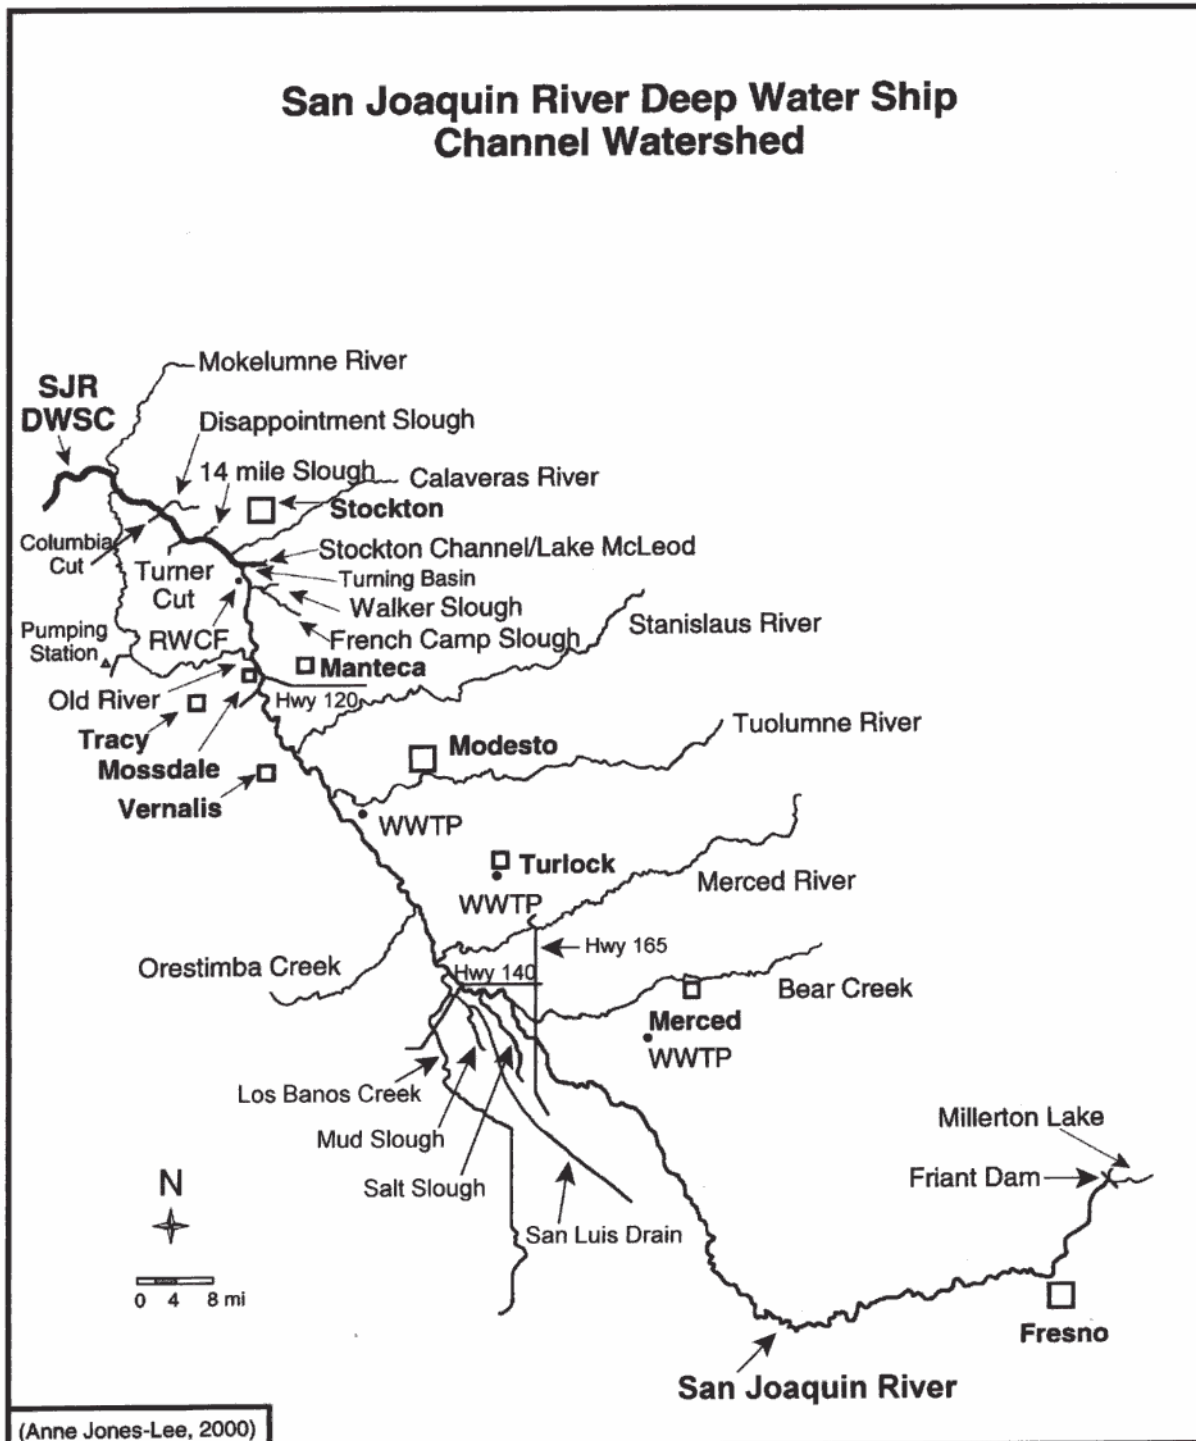 San Joaquin River Deep Water Ship
Channel Watershed
Mokelumne River
SJR
DWSC
Disappointment Slough
14 mile Slough
Calaveras River
Stockton
Columbia
Cut
Turner
Cut
Stockton Channel/Lake McLeod
Turning Basin
Walker Slough
Pumping
Station
RWCF
French Camp Slough
Stanislaus River
Manteca
Old River
Hwy 120
Tracy
Mossdale
Vernalis
Modesto
Tuolumne River
WWTP
Turlock
WWTP
Merced River
Orestimba Creek
Hwy 165
Hwy 140
Bear Creek
Merced
WWTP
Los Banos Creek
Mud Slough
Salt Slough
San Luis Drain
Millerton Lake
Friant Dam
N
0 4 8 mi
Fresno
San Joaquin River
(Anne Jones-Lee, 2000)